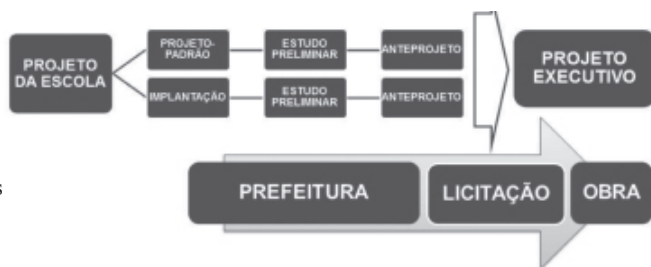 PROJETO
DA ESCOLA
PROJETO-
PADRÃO
ESTUDO
PRELIMINAR
ANTEPROJETO
IMPLANTAÇÃO
ESTUDO
PRELIMINAR
ANTEPROJETO
PROJETO
EXECUTIVO
s
PREFEITURA
LICITAÇÃO
OBRA